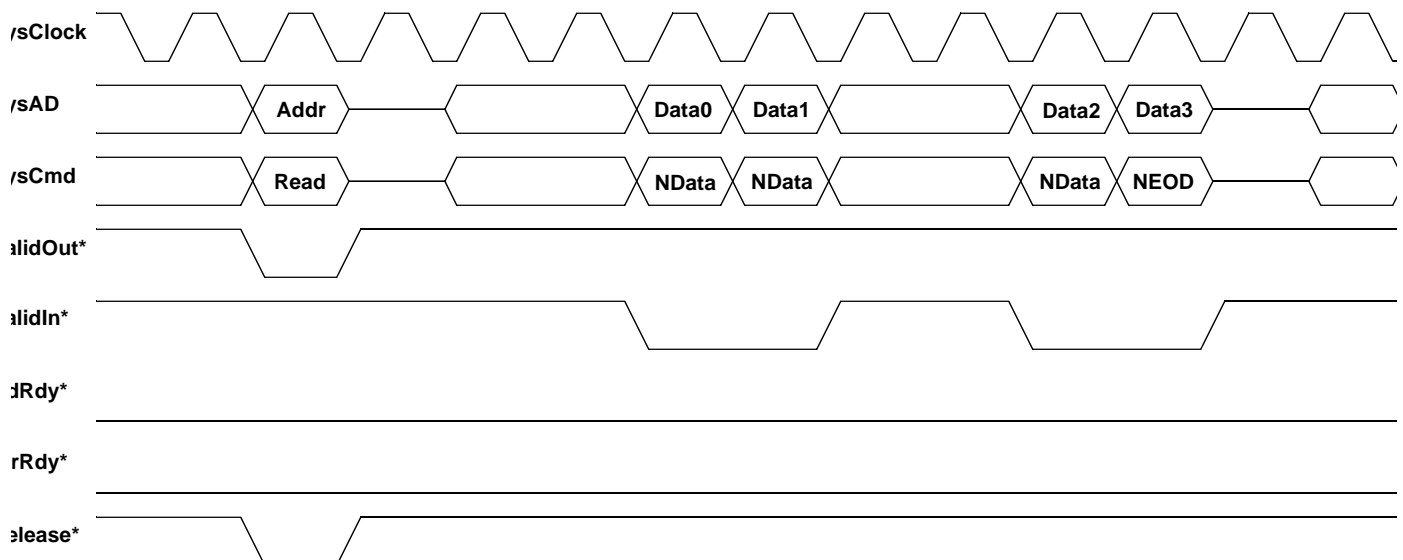 ysClock
ysAD
Addr
Data0
Data1
Data2
Data3
ysCmd
Read
NData
NData
NData
NEOD
alidOut*
alidIn*
dRdy*
rRdy*
elease*